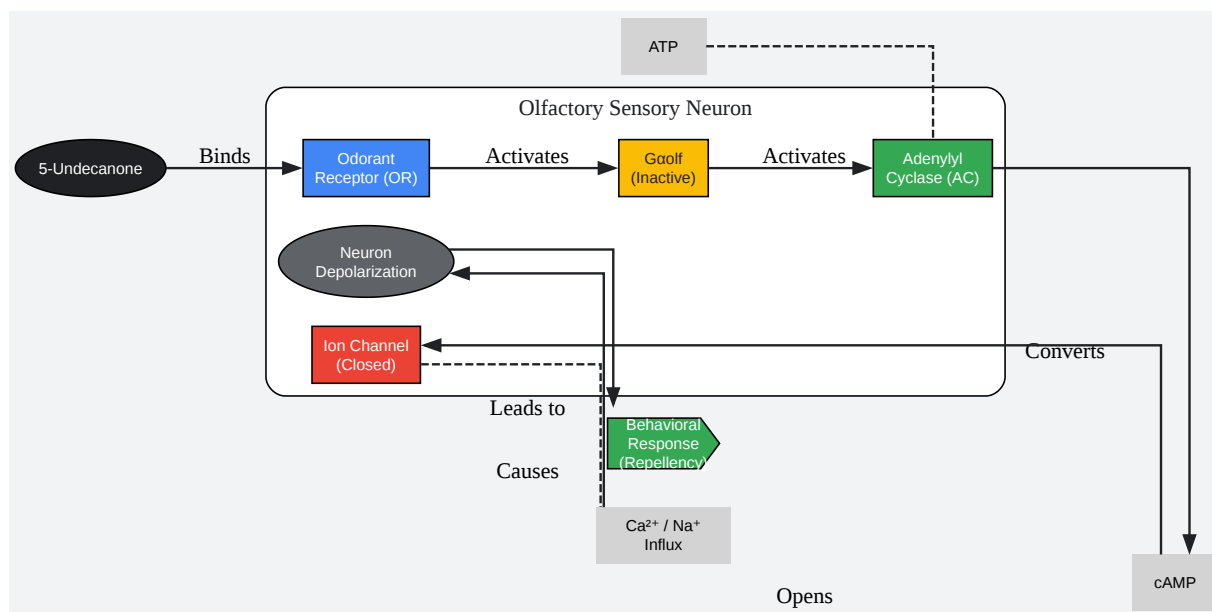 ATP
Olfactory Sensory Neuron
5-Undecanone
Binds
Odorant
Receptor (OR)
Activates
Gαolf
(Inactive)
Activates
Adenylyl
Cyclase (AC)
Neuron
Depolarization
Ion Channel
(Closed)
Converts
Leads to
Behavioral
Response
(Repellency)
Causes
Ca²⁺ / Na⁺
Influx
cAMP
Opens